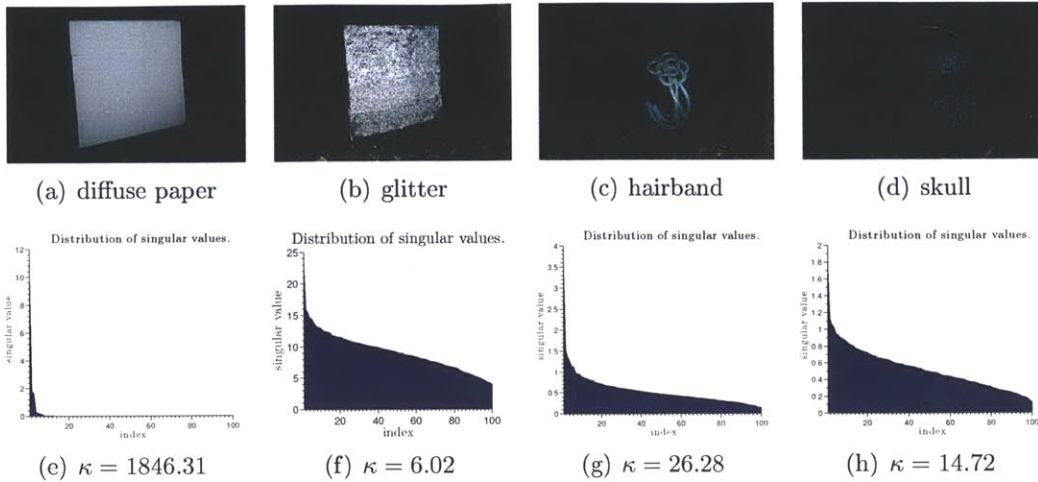 (a) diffuse paper
(b) glitter
(c) hairband
(d) skull
Distribution of singular values.
12
10
8
6
4
2
0
singular value
20
40
60
80
100
index
Distribution of singular values.
25
20
15
10
5
0
singular value
20
40
60
80
100
index
Distribution of singular values.
4
3.5
3
2.5
2
1.5
1
0.5
0
singular value
20
40
60
80
100
index
Distribution of singular values.
2
1.8
1.6
1.4
1.2
1
0.8
0.6
0.4
0.2
0
singular value
20
40
60
80
100
index
(e) κ = 1846.31
(f) κ = 6.02
(g) κ = 26.28
(h) κ = 14.72